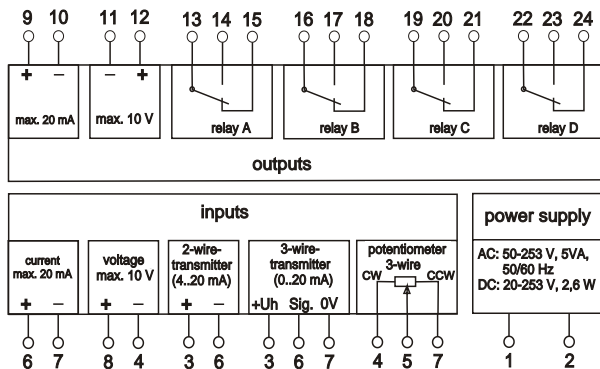 9 10 11 12 13 14 15 16 17 18 19 20 21 22 23 24
+ − − +
max. 20 mA max. 10 V relay A relay B relay C relay D
outputs
inputs
power supply
current
max. 20 mA
voltage
max. 10 V
2-wire-
transmitter
(4..20 mA)
3-wire-
transmitter
(0..20 mA)
potentiometer
3-wire
CW CCW
AC: 50-253 V, 5VA,
50/60 Hz
DC: 20-253 V, 2,6 W
+ − + − + − +Uh Sig. 0V
6 7 8 4 3 6 3 6 7 4 5 7 1 2